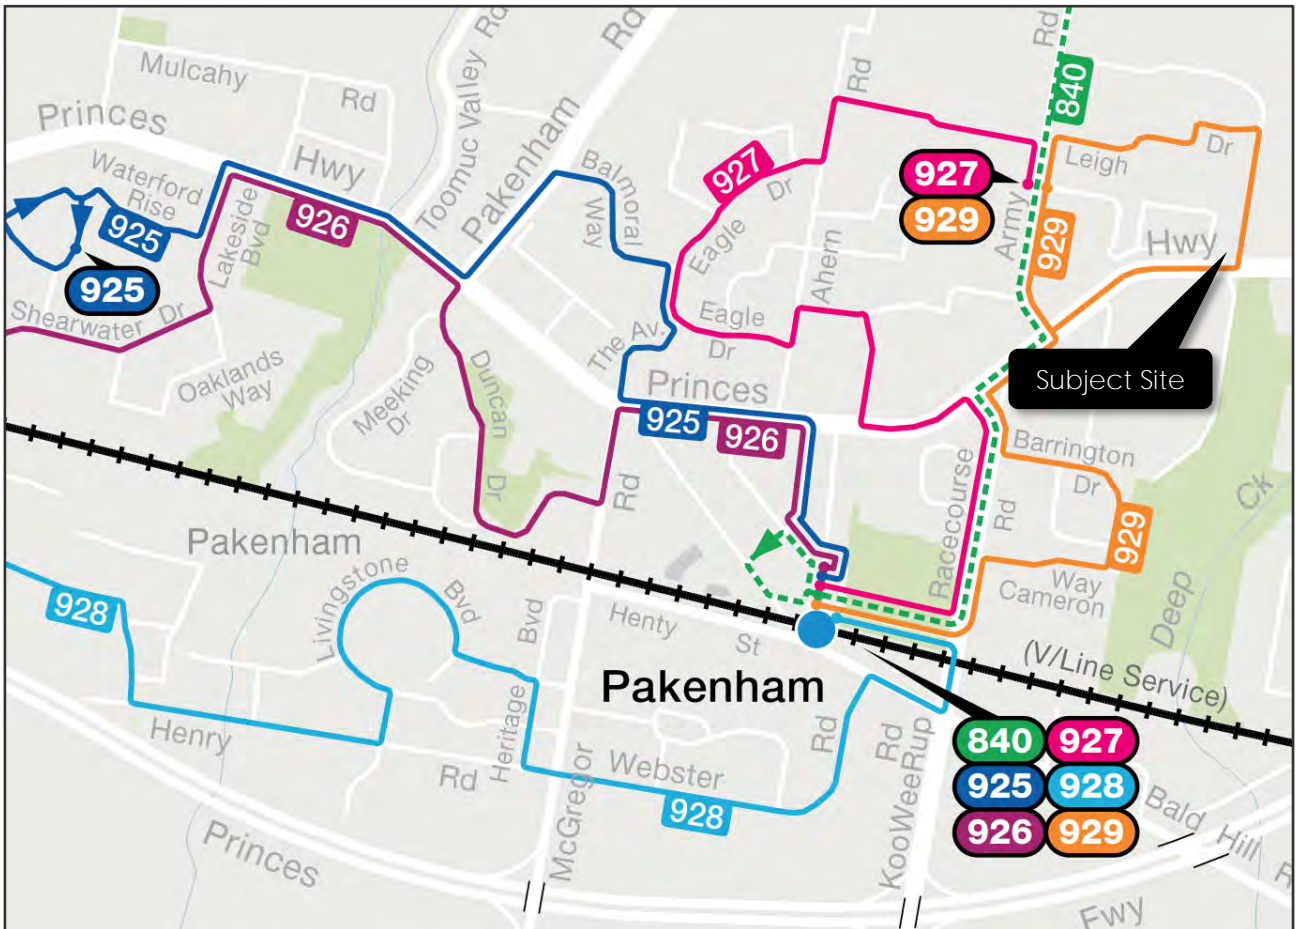 Mulcahy
Rd
Princes
Hwy
Toomuc Valley Rd
Pakenham
Rd
Rd
Rd
840
Waterford
Rise
925
925
Lakeside
Blvd
926
Shearwater Dr
Oaklands
Way
Meeking
Dr
Duncan
Dr
Balmoral
Way
The Av.
927
Eagle
Dr
Eagle
Dr
Ahern
927
929
Army
929
Leigh
Dr
Hwy
Subject Site
Princes
925
926
Rd
Barrington
Dr
929
Racecourse
Rd
Way
Cameron
Deep
Ck
Pakenham
928
Livingstone
Bvd
Bvd
Heritage
Henty
St
Pakenham
(V/Line Service)
Henry
Rd
McGregor
Webster
Rd
928
Rd
KooWeeRup
840
927
925
928
926
929
Bald
Hill
R
Princes
Fwy